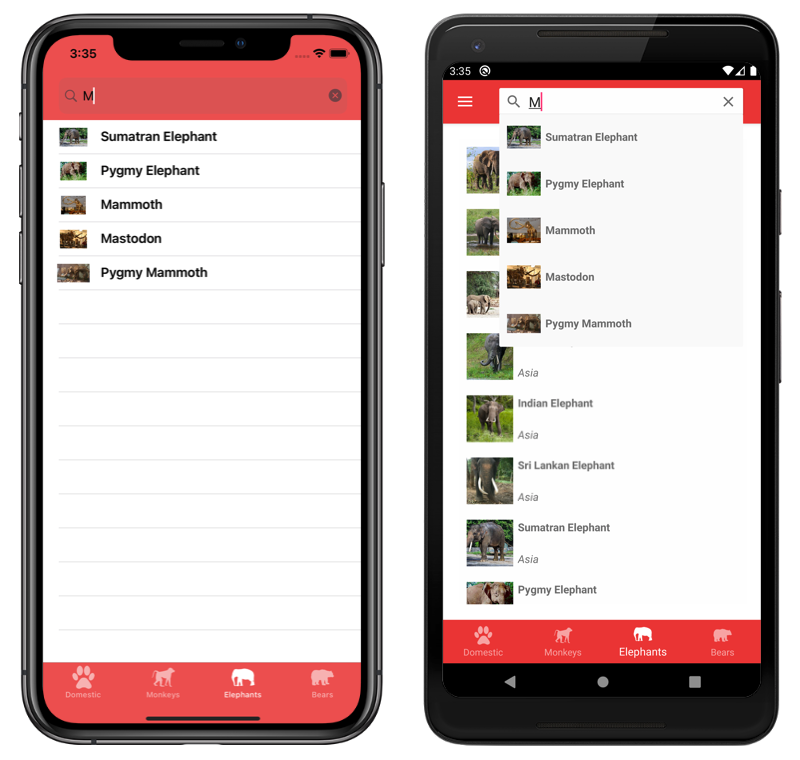 3:35
M
Sumatran Elephant
Pygmy Elephant
Mammoth
Mastodon
Pygmy Mammoth
Domestic
Monkeys
Elephants
Bears
3:35
M
Sumatran Elephant
Pygmy Elephant
Mammoth
Mastodon
Pygmy Mammoth
Asia
Indian Elephant
Asia
Sri Lankan Elephant
Asia
Sumatran Elephant
Asia
Pygmy Elephant
Domestic
Monkeys
Elephants
Bears